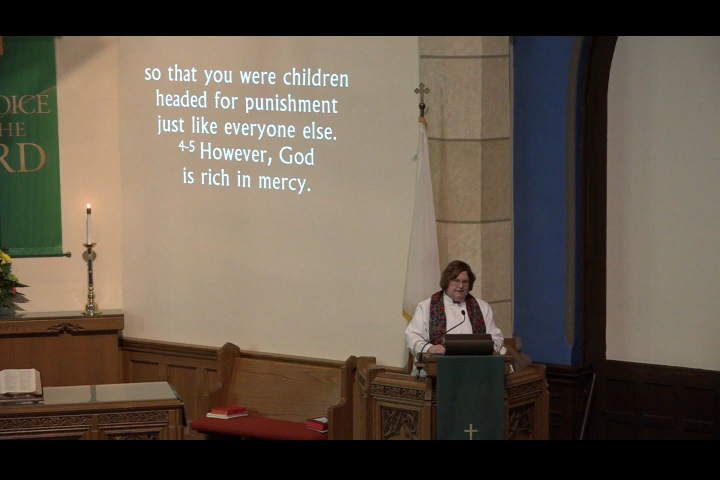 so that you were children
headed for punishment
just like everyone else.
4-5 However, God
is rich in mercy.